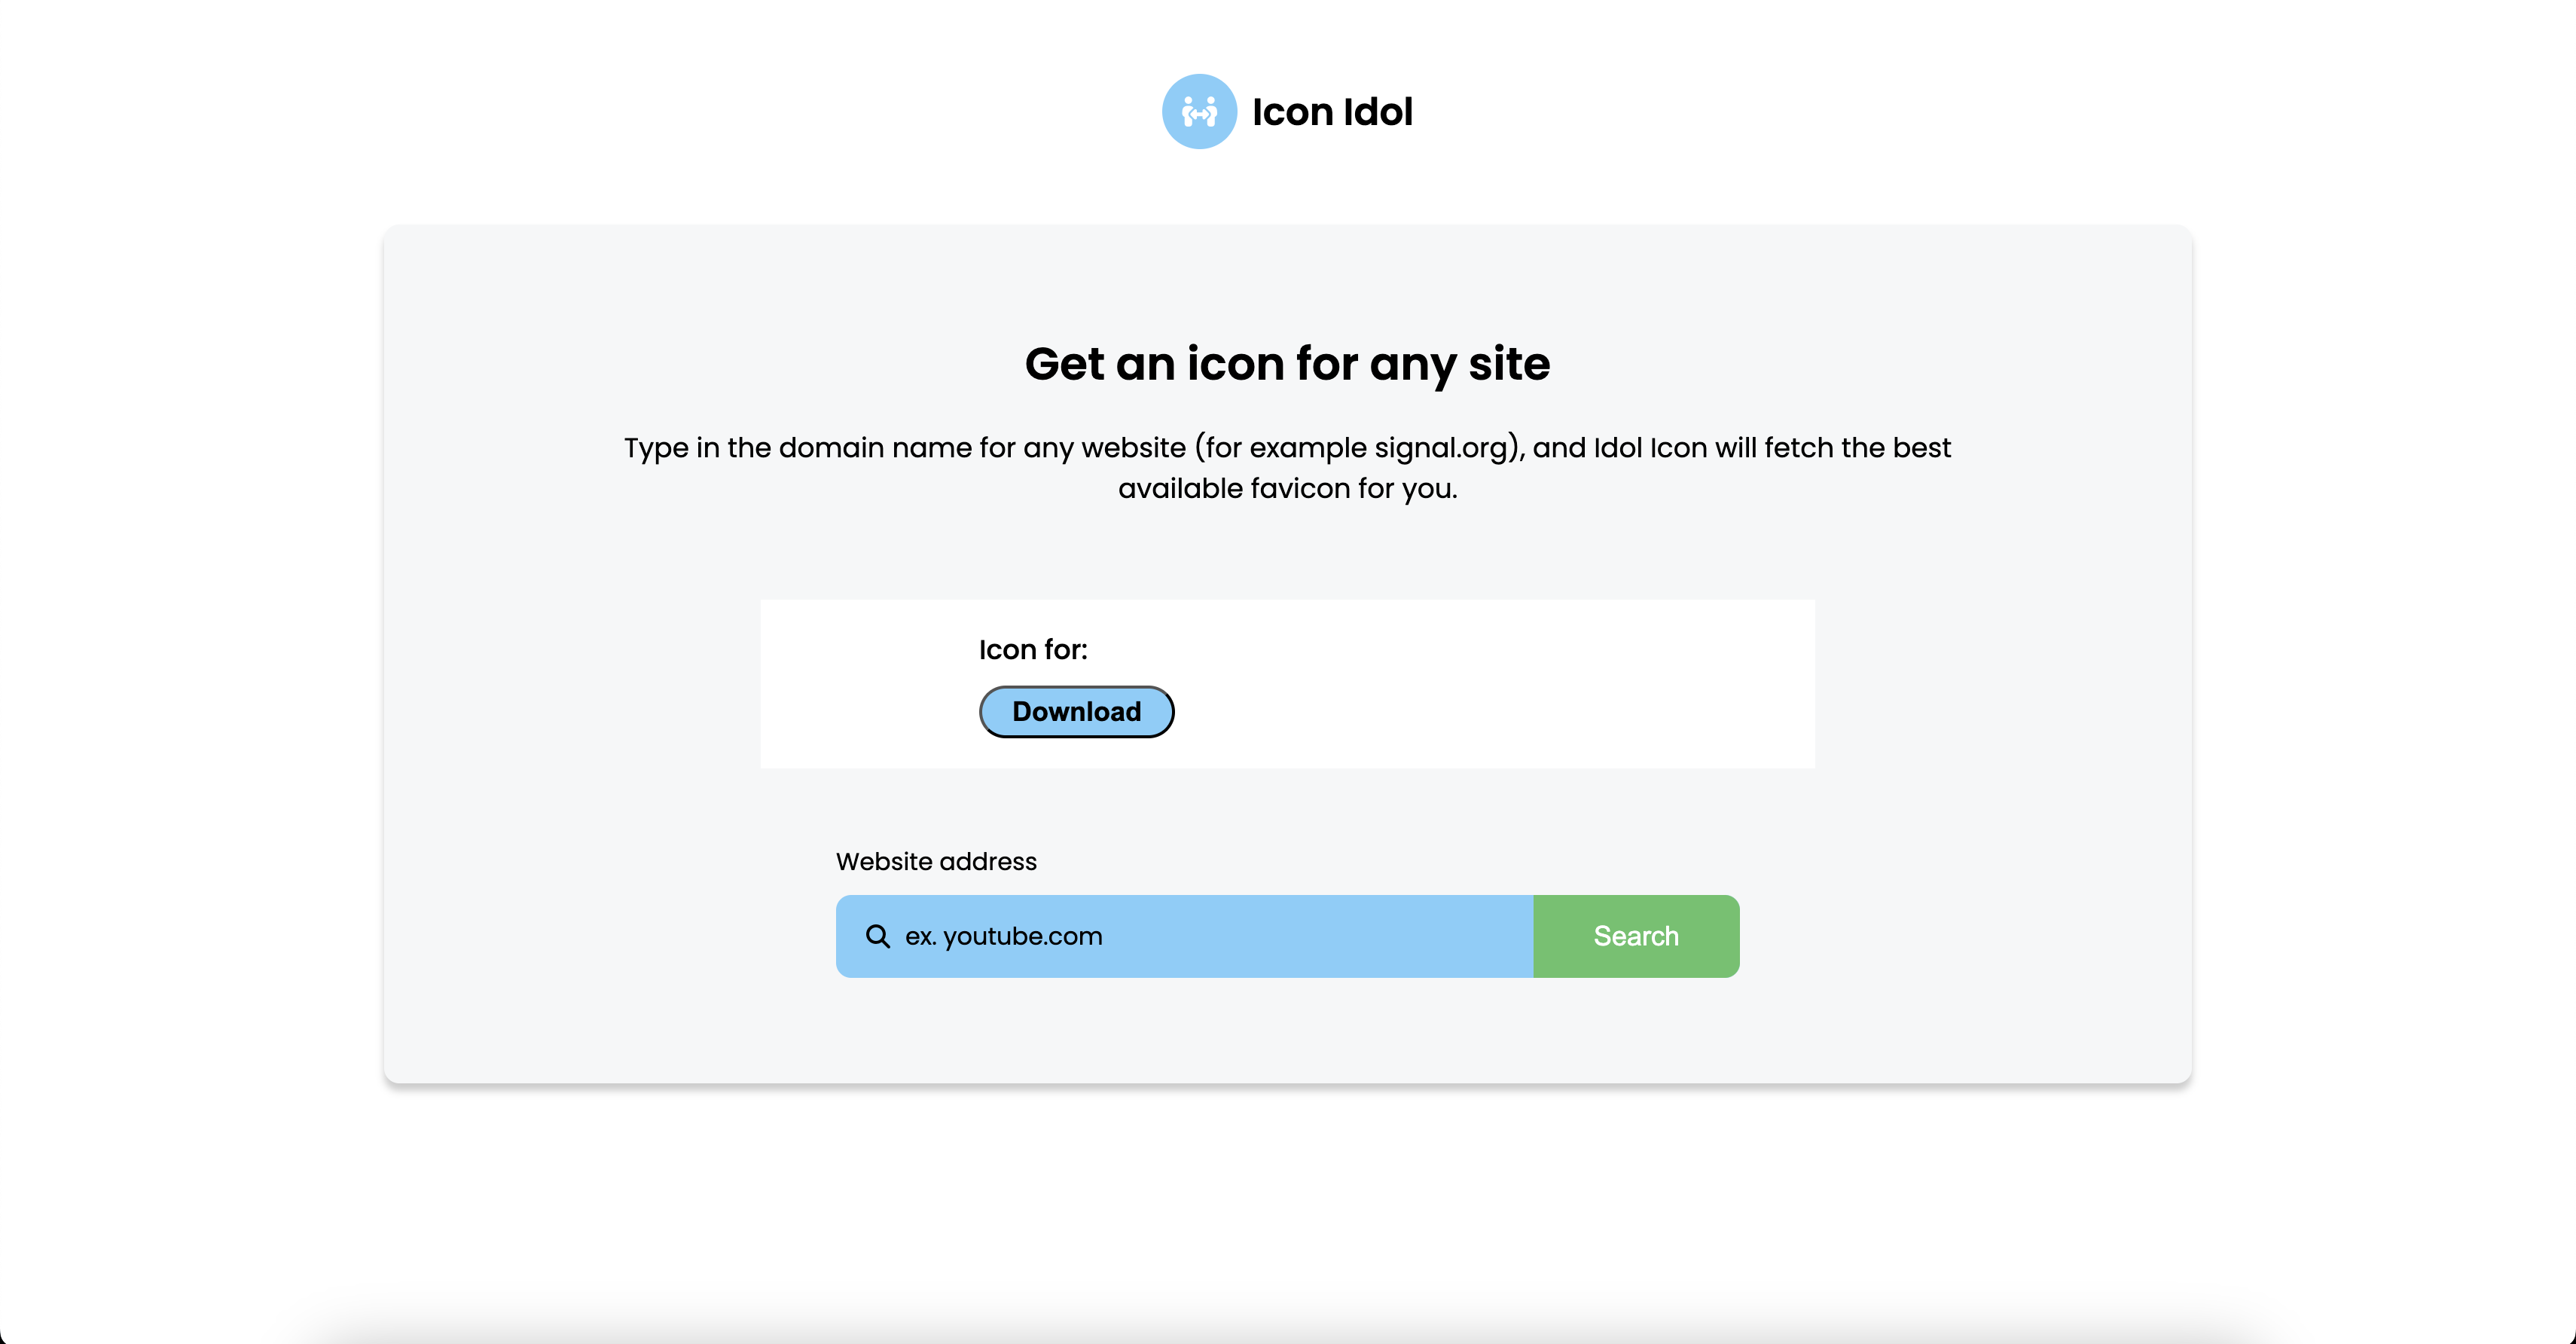 Icon Idol
Get an icon for any site
Type in the domain name for any website (for example signal.org), and Idol Icon will fetch the best
available favicon for you.
Icon for:
Download
Website address
ex. youtube.com
Search